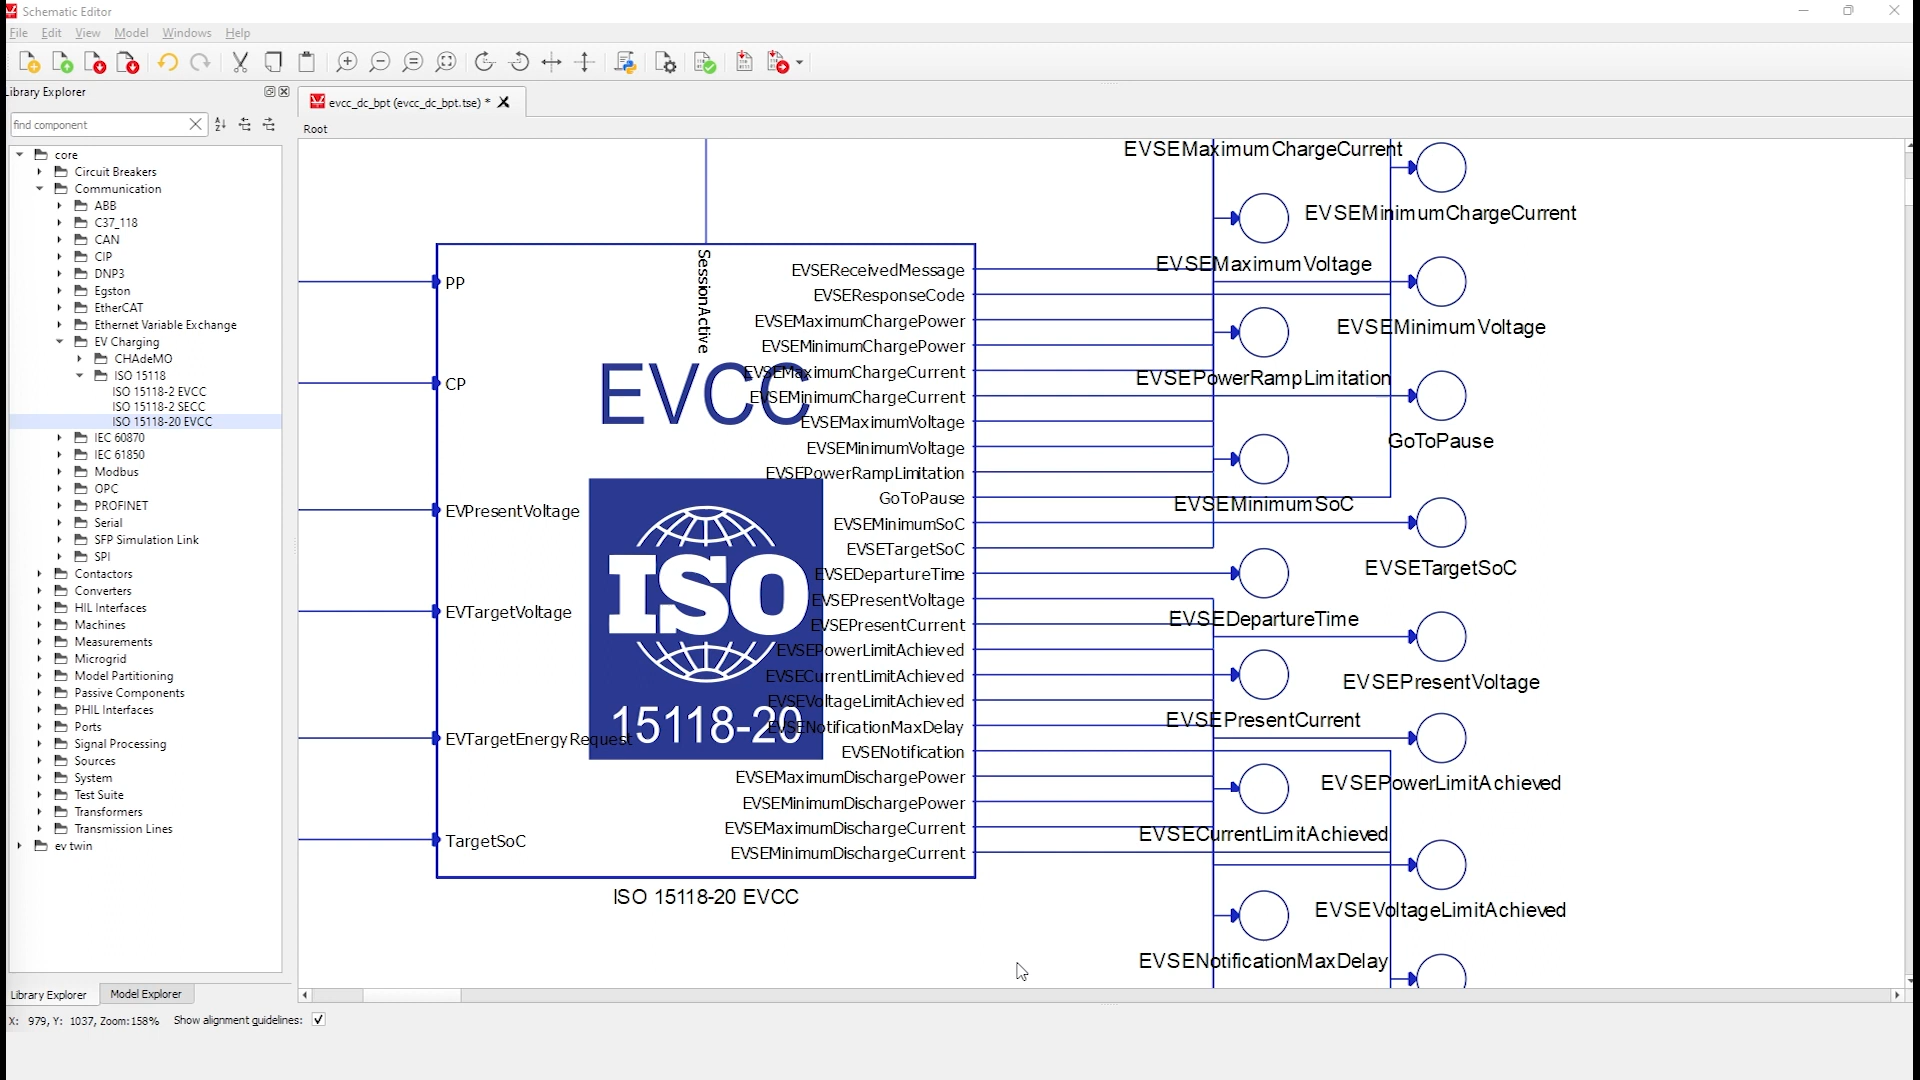 Schematic Editor
File Edit View Model Windows Help
Library Explorer
find component
evcc_dc_bpt (evcc_dc_bpt.tse) *
Root
core
Circuit Breakers
Communication
ABB
C37_118
CAN
CIP
DNP3
Egston
EtherCAT
Ethernet Variable Exchange
EV Charging
CHAdeMO
ISO 15118
ISO 15118-2 EVCC
ISO 15118-2 SECC
ISO 15118-20 EVCC
IEC 60870
IEC 61850
Modbus
OPC
PROFINET
Serial
SFP Simulation Link
SPI
Contactors
Converters
HIL Interfaces
Machines
Measurements
Microgrid
Model Partitioning
Passive Components
PHIL Interfaces
Ports
Signal Processing
Sources
System
Test Suite
Transformers
Transmission Lines
ev twin
Library Explorer
Model Explorer
X: 979, Y: 1037, Zoom:158% Show alignment guidelines:
SessionActive
PP
CP
EVPresentVoltage
EVTargetVoltage
EVTargetEnergyRequest
TargetSoC
EVCC
ISO
15118-20
EVSEReceivedMessage
EVSEResponseCode
EVSEMaximumChargePower
EVSEMinimumChargePower
EVSEMaximumChargeCurrent
EVSEMinimumChargeCurrent
EVSEMaximumVoltage
EVSEMinimumVoltage
EVSEPowerRampLimitation
GoToPause
EVSEMinimumSoC
EVSETargetSoC
EVSEDepartureTime
EVSEPresentVoltage
EVSEPresentCurrent
EVSEPowerLimitAchieved
EVSECurrentLimitAchieved
EVSEVoltageLimitAchieved
EVSENotificationMaxDelay
EVSENotification
EVSEMaximumDischargePower
EVSEMinimumDischargePower
EVSEMaximumDischargeCurrent
EVSEMinimumDischargeCurrent
ISO 15118-20 EVCC
EVSEMaximumChargeCurrent
EVSEMinimumChargeCurrent
EVSEMaximumVoltage
EVSEMinimumVoltage
EVSEPowerRampLimitation
GoToPause
EVSEMinimumSoC
EVSETargetSoC
EVSEDepartureTime
EVSEPresentVoltage
EVSEPresentCurrent
EVSEPowerLimitAchieved
EVSECurrentLimitAchieved
EVSEVoltageLimitAchieved
EVSENotificationMaxDelay